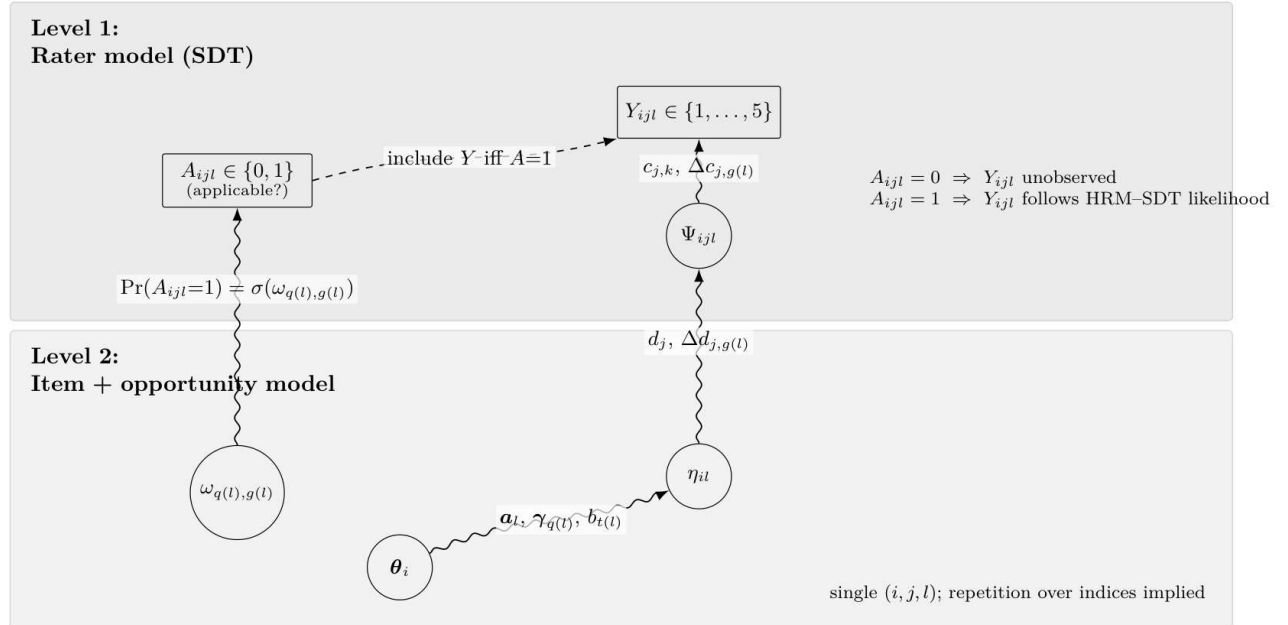 Level 1:
Rater model (SDT)
Y_{ijl} ∈ {1, …, 5}
include Y iff A=1
A_{ijl} ∈ {0, 1}
(applicable?)
c_{j,k}, Δc_{j,g(l)}
A_{ijl} = 0 ⇒ Y_{ijl} unobserved
A_{ijl} = 1 ⇒ Y_{ijl} follows HRM–SDT likelihood
Ψ_{ijl}
Pr(A_{ijl}=1) = σ(ω_{q(l),g(l)})
d_j, Δd_{j,g(l)}
Level 2:
Item + opportunity model
η_{il}
ω_{q(l),g(l)}
a_l, γ_{q(l)}, b_{t(l)}
θ_i
single (i, j, l); repetition over indices implied